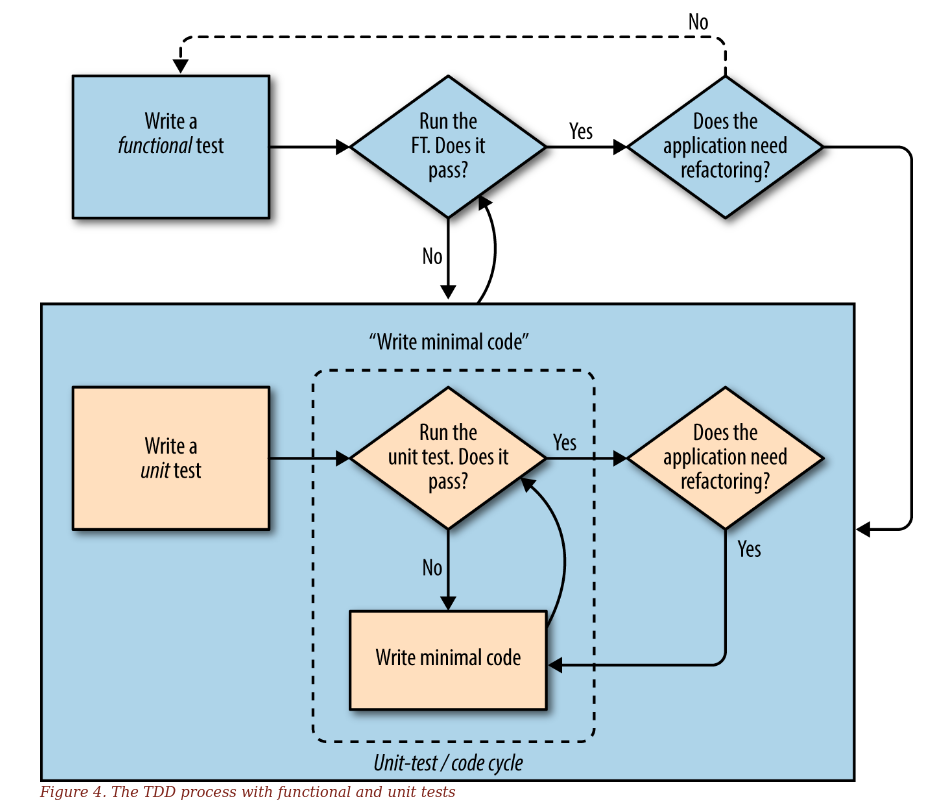 No
Write a
functional test
Run the
FT. Does it
pass?
Yes
Does the
application need
refactoring?
No
“Write minimal code”
Write a
unit test
Run the
unit test. Does it
pass?
Yes
Does the
application need
refactoring?
No
Yes
Write minimal code
Unit-test / code cycle
Figure 4. The TDD process with functional and unit tests